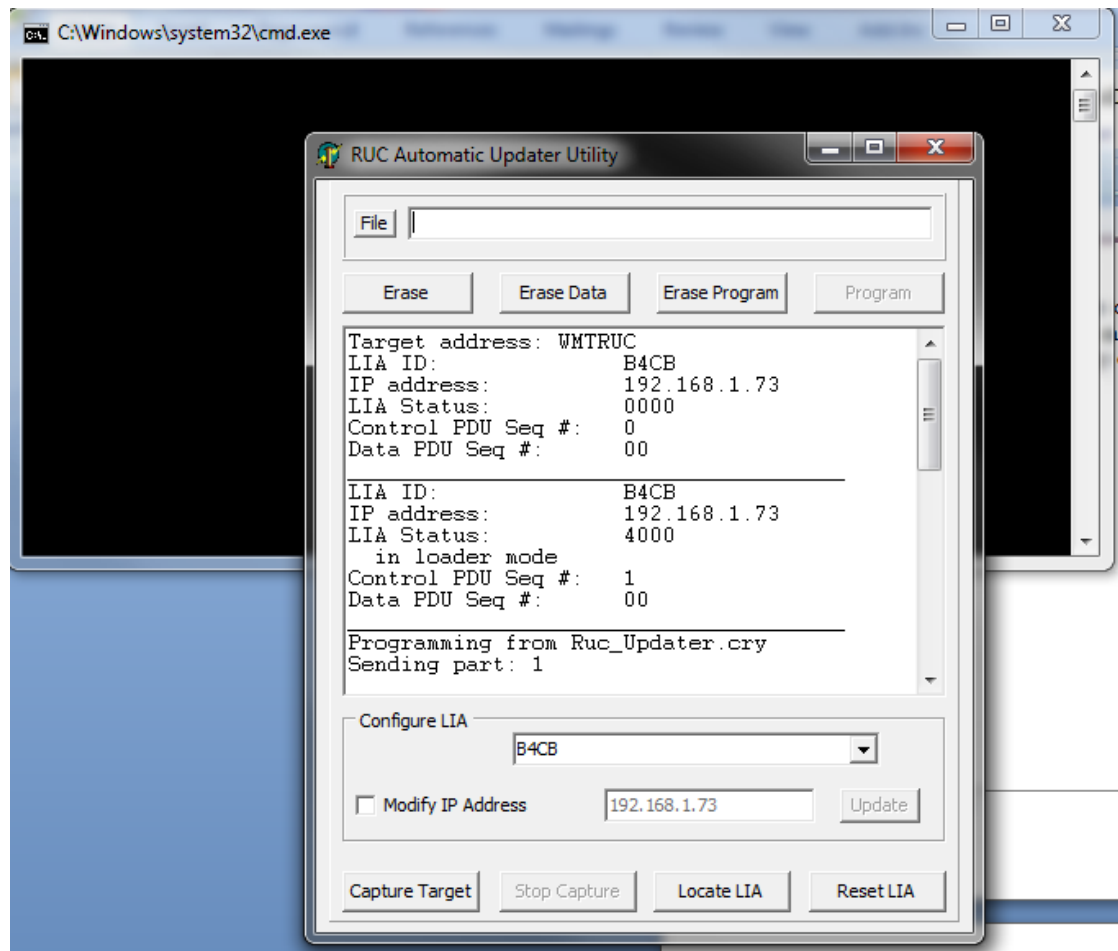 C:\Windows\system32\cmd.exe
References Mailings Review View
RUC Automatic Updater Utility
File
Erase Erase Data Erase Program Program
Target address: WMTRUC
LIA ID: B4CB
IP address: 192.168.1.73
LIA Status: 0000
Control PDU Seq #: 0
Data PDU Seq #: 00
LIA ID: B4CB
IP address: 192.168.1.73
LIA Status: 4000
in loader mode
Control PDU Seq #: 1
Data PDU Seq #: 00
Programming from Ruc_Updater.cry
Sending part: 1
Configure LIA
B4CB
Modify IP Address 192.168.1.73 Update
Capture Target Stop Capture Locate LIA Reset LIA